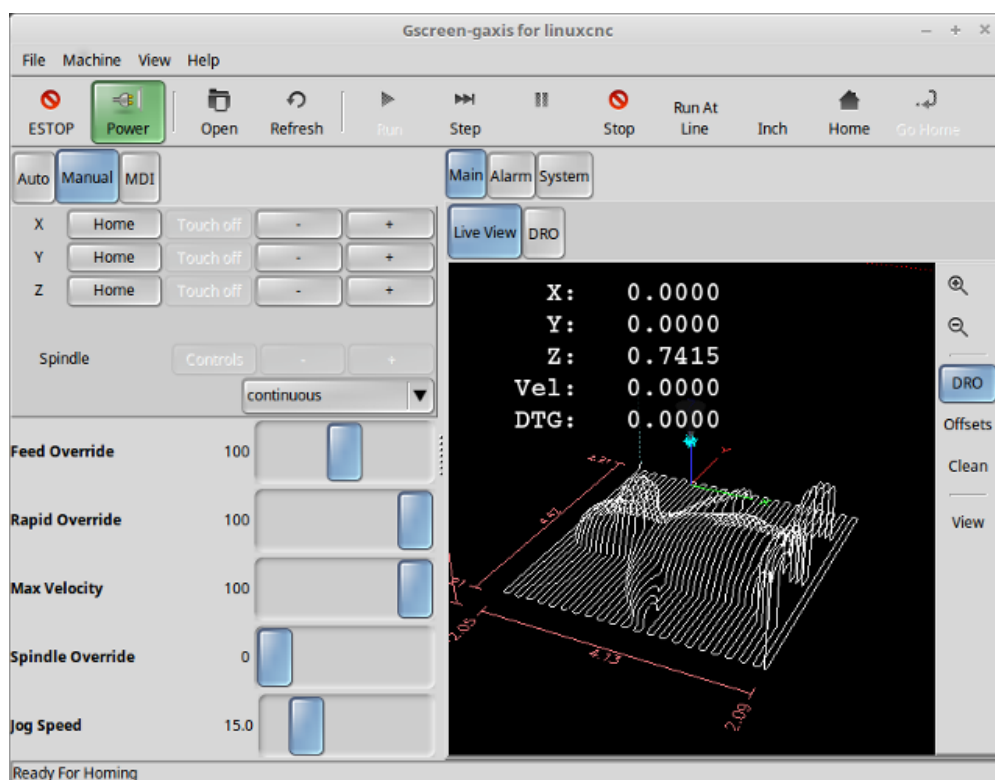 Gscreen-gaxis for linuxcnc
File Machine View Help
ESTOP Power Open Refresh Run Step Stop Run At Line Inch Home Go Home
Auto Manual MDI
Main Alarm System
Live View DRO
X Home Touch off - +
Y Home Touch off - +
Z Home Touch off - +
Spindle Controls - +
continuous
Feed Override 100
Rapid Override 100
Max Velocity 100
Spindle Override 0
Jog Speed 15.0
X: 0.0000
Y: 0.0000
Z: 0.7415
Vel: 0.0000
DTG: 0.0000
2.05
4.13
2.09
DRO
Offsets
Clean
View
Ready For Homing